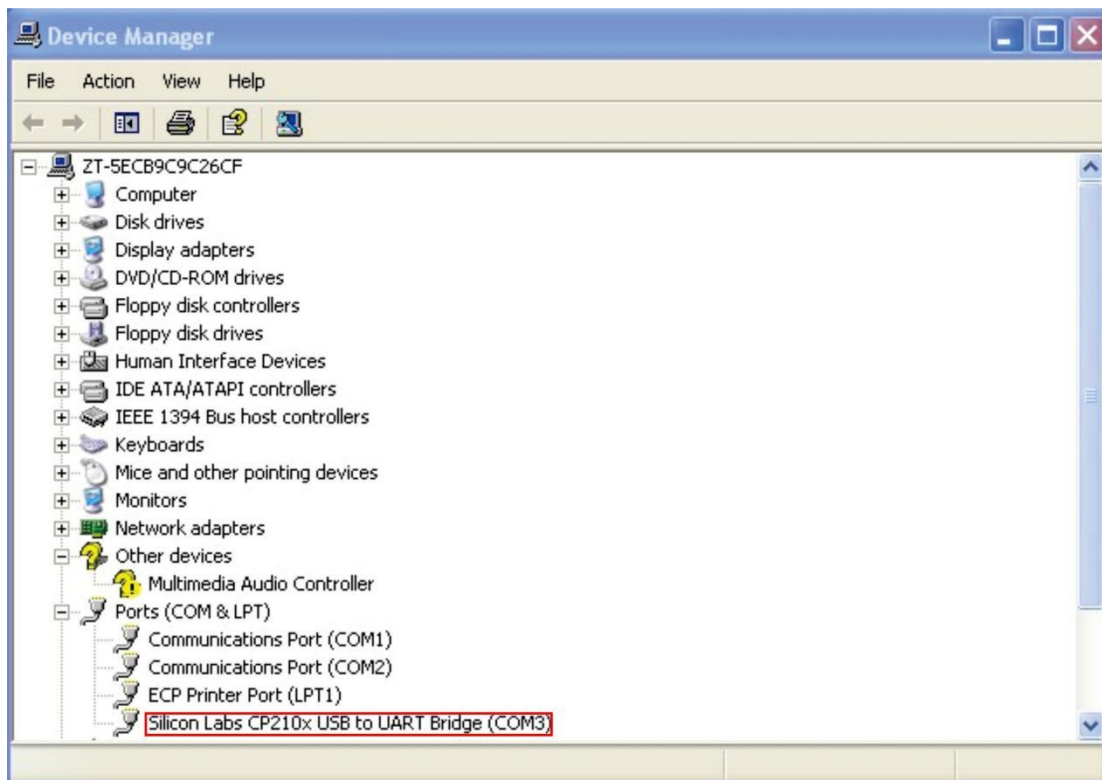 Device Manager
File Action View Help
ZT-5ECB9C9C26CF
Computer
Disk drives
Display adapters
DVD/CD-ROM drives
Floppy disk controllers
Floppy disk drives
Human Interface Devices
IDE ATA/ATAPI controllers
IEEE 1394 Bus host controllers
Keyboards
Mice and other pointing devices
Monitors
Network adapters
Other devices
Multimedia Audio Controller
Ports (COM & LPT)
Communications Port (COM1)
Communications Port (COM2)
ECP Printer Port (LPT1)
Silicon Labs CP210x USB to UART Bridge (COM3)